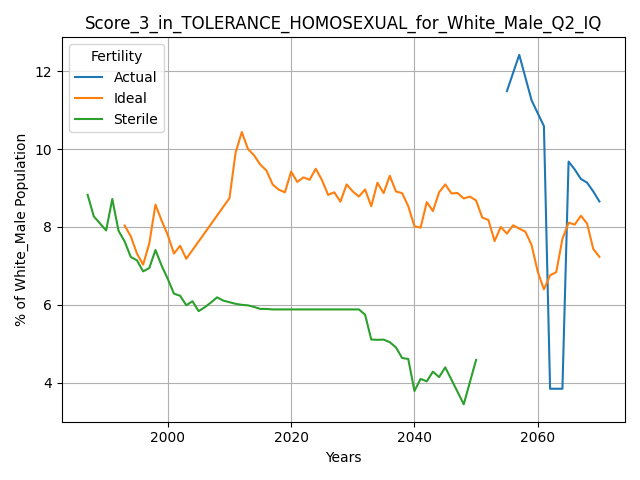 Score_3_in_TOLERANCE_HOMOSEXUAL_for_White_Male_Q2_IQ
Fertility
Actual
Ideal
Sterile
% of White_Male Population
12
10
8
6
4
2000 2020 2040 2060
Years